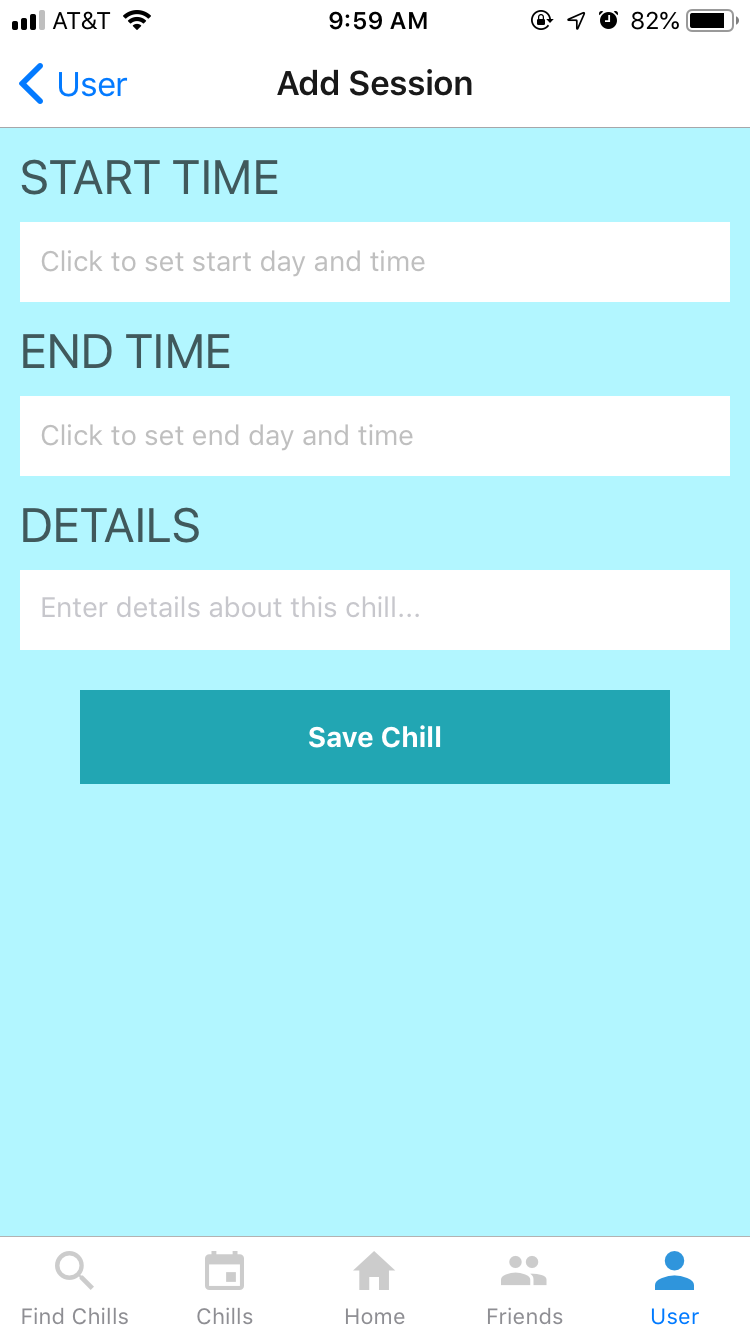 AT&T 9:59 AM 82%
User Add Session
START TIME
Click to set start day and time
END TIME
Click to set end day and time
DETAILS
Enter details about this chill...
Save Chill
Find Chills Chills Home Friends User